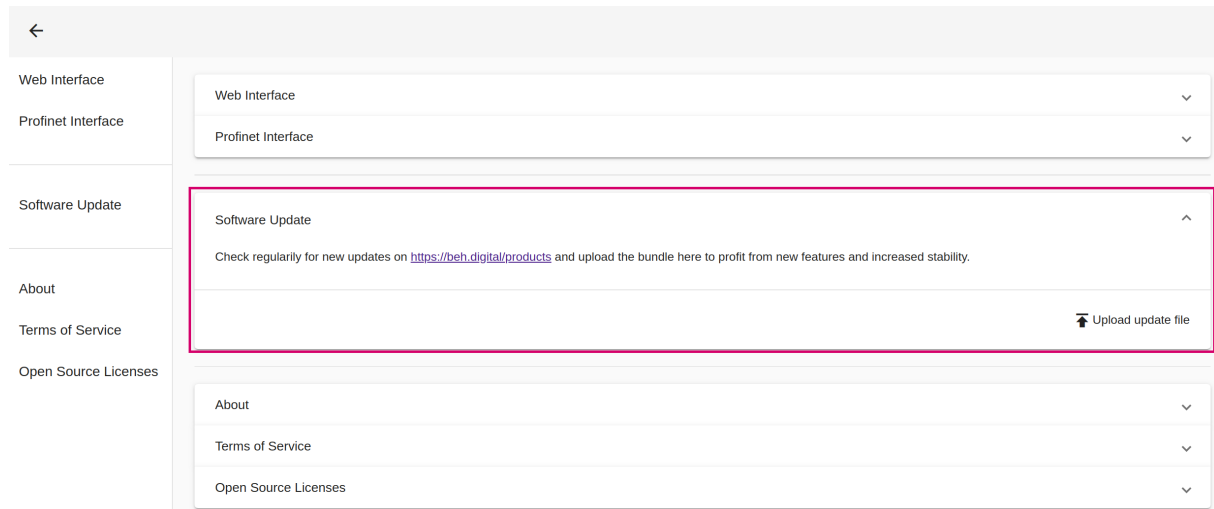 Web Interface
Profinet Interface
Software Update
About
Terms of Service
Open Source Licenses
Web Interface
Profinet Interface
Software Update
Check regularily for new updates on https://beh.digital/products and upload the bundle here to profit from new features and increased stability.
Upload update file
About
Terms of Service
Open Source Licenses